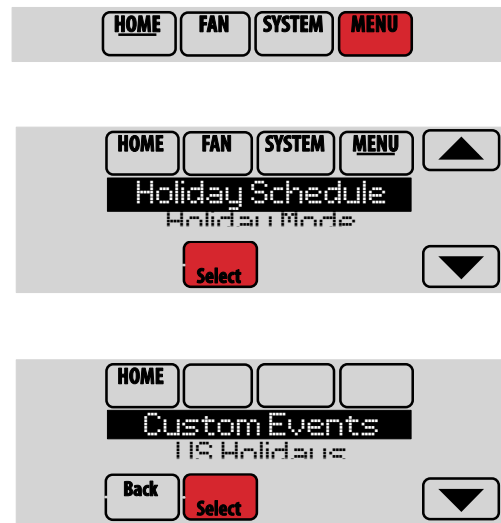 HOME FAN SYSTEM MENU
HOME FAN SYSTEM MENU
Holiday Schedule
Holiday Mode
Select
HOME
Custom Events
US Holidays
Back Select